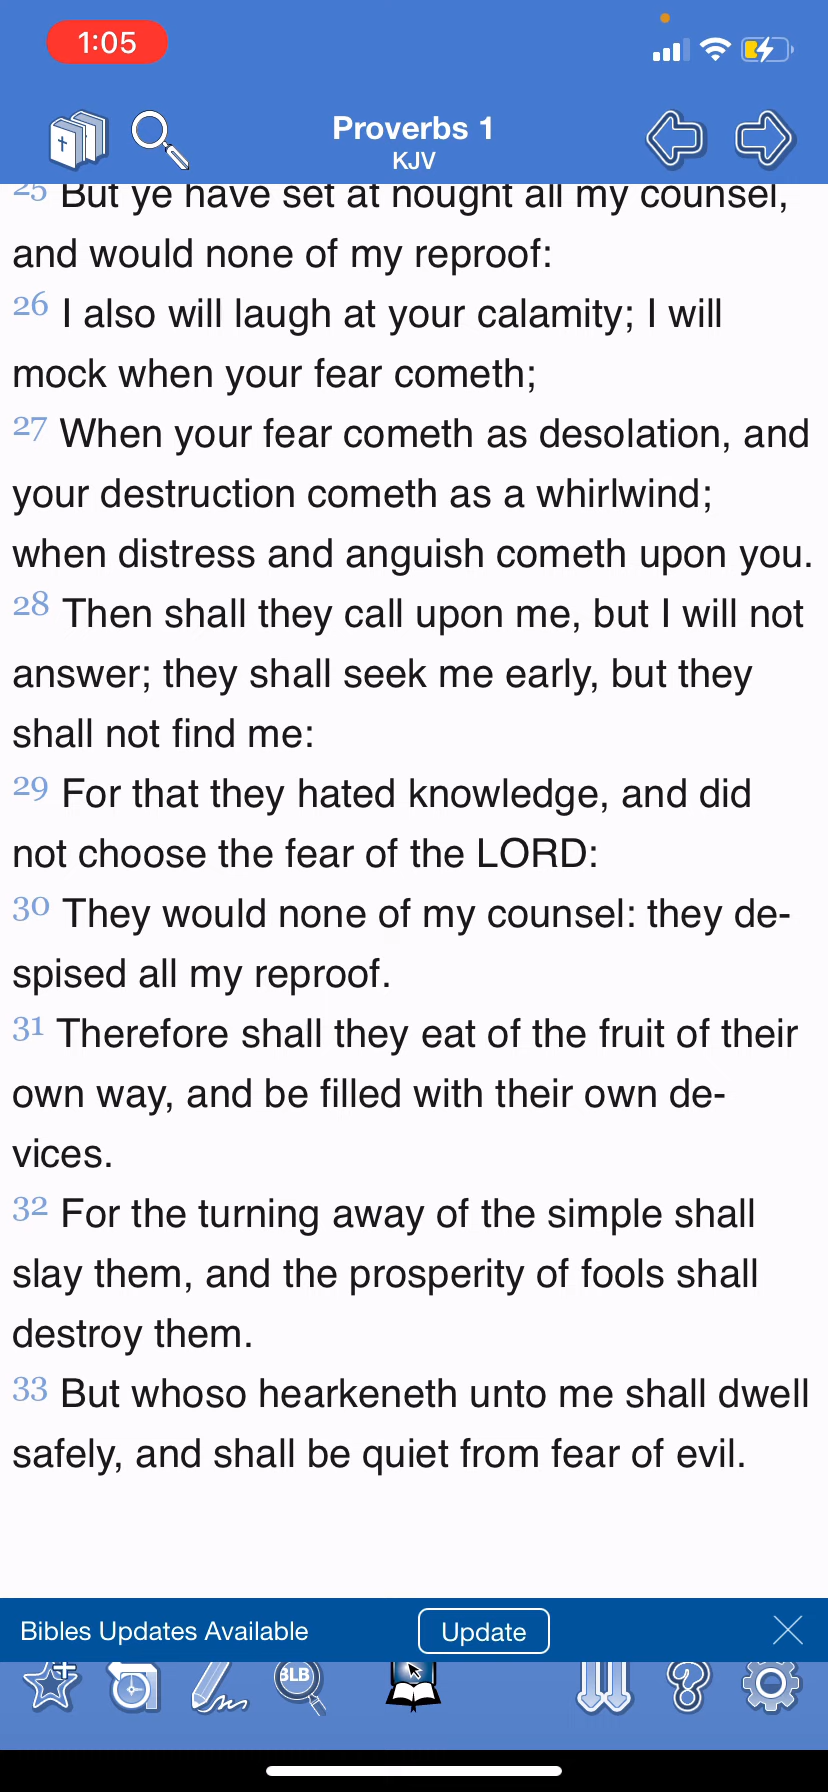 1:05
Proverbs 1
KJV
25 But ye have set at nought all my counsel,
and would none of my reproof:
26 I also will laugh at your calamity; I will
mock when your fear cometh;
27 When your fear cometh as desolation, and
your destruction cometh as a whirlwind;
when distress and anguish cometh upon you.
28 Then shall they call upon me, but I will not
answer; they shall seek me early, but they
shall not find me:
29 For that they hated knowledge, and did
not choose the fear of the LORD:
30 They would none of my counsel: they de-
spised all my reproof.
31 Therefore shall they eat of the fruit of their
own way, and be filled with their own de-
vices.
32 For the turning away of the simple shall
slay them, and the prosperity of fools shall
destroy them.
33 But whoso hearkeneth unto me shall dwell
safely, and shall be quiet from fear of evil.
Bibles Updates Available
Update
BLB